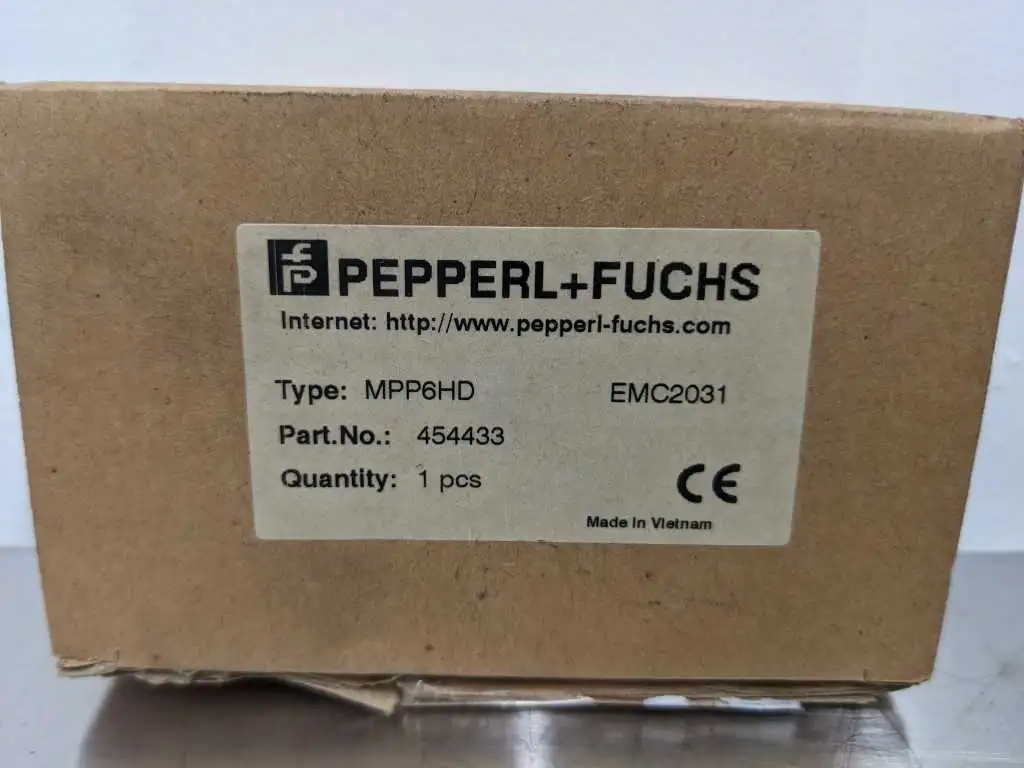 PEPPERL+FUCHS
Internet: http://www.pepperl-fuchs.com
Type: MPP6HD EMC2031
Part.No.: 454433
Quantity: 1 pcs
CE
Made in Vietnam